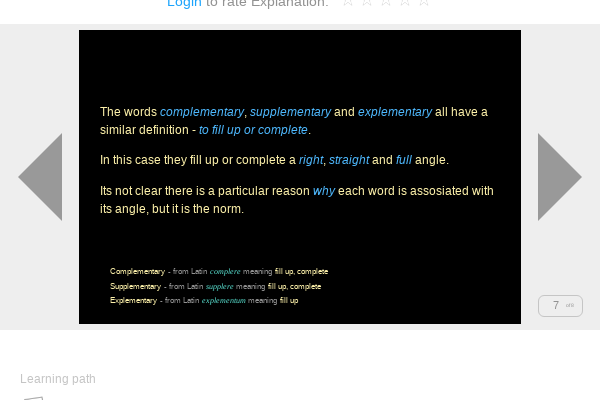 Login to rate Explanation:
The words complementary, supplementary and explementary all have a
similar definition - to fill up or complete.
In this case they fill up or complete a right, straight and full angle.
Its not clear there is a particular reason why each word is assosiated with
its angle, but it is the norm.
Complementary - from Latin complere meaning fill up, complete
Supplementary - from Latin supplere meaning fill up, complete
Explementary - from Latin explementum meaning fill up
7
Learning path